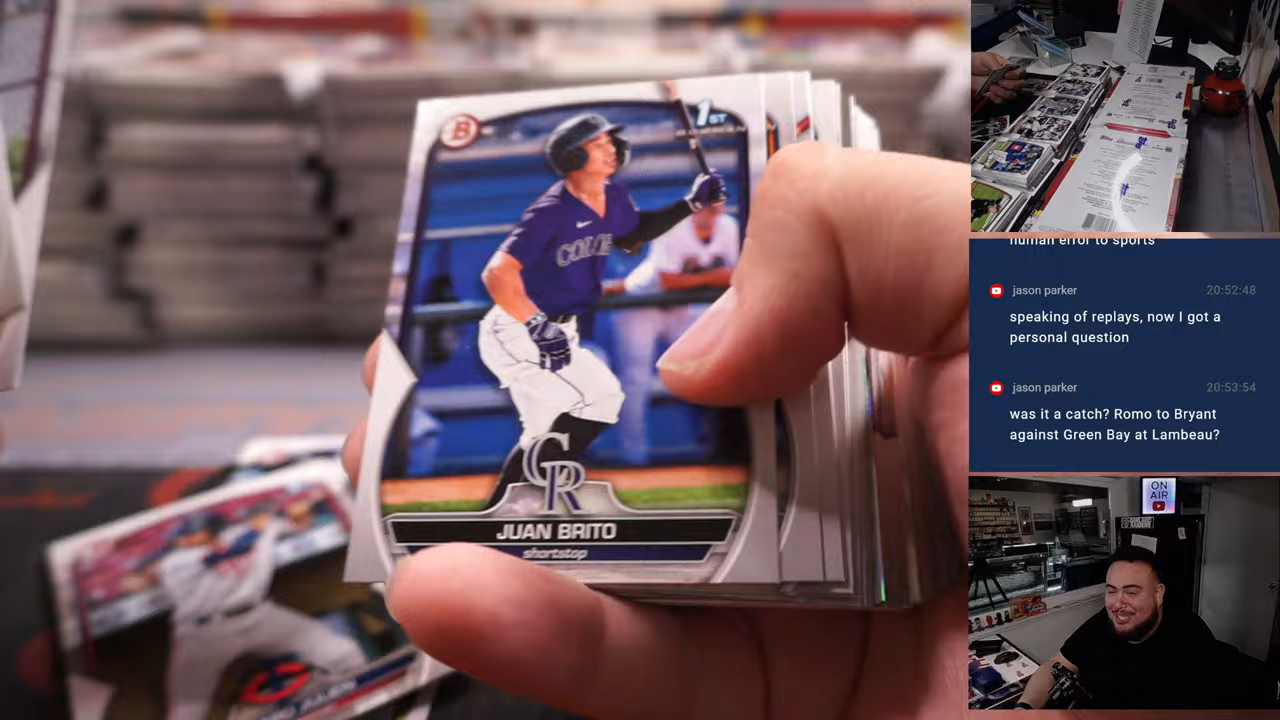 B
1ST
BOWMAN
COLO
CR
JUAN BRITO
shortstop
human error to sports
jason parker 20:52:48
speaking of replays, now I got a
personal question
jason parker 20:53:54
was it a catch? Romo to Bryant
against Green Bay at Lambeau?
ON
AIR